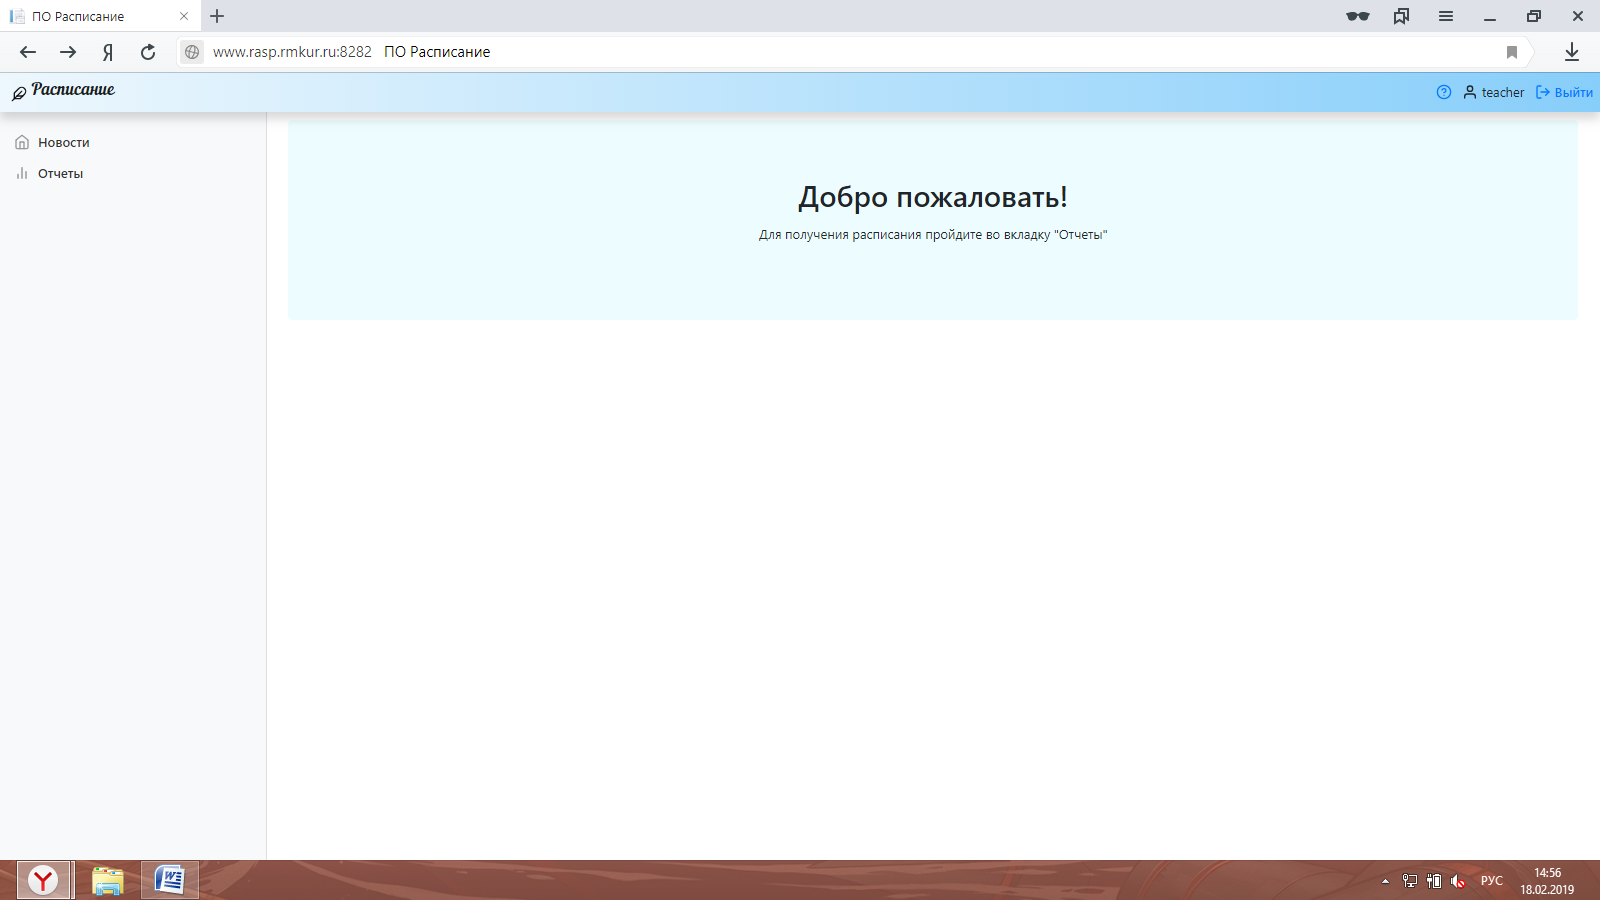 ПО Расписание
www.rasp.rmkur.ru:8282 ПО Расписание
Расписание
teacher
Выйти
Новости
Отчеты
Добро пожаловать!
Для получения расписания пройдите во вкладку "Отчеты"
РУС
14:56
18.02.2019